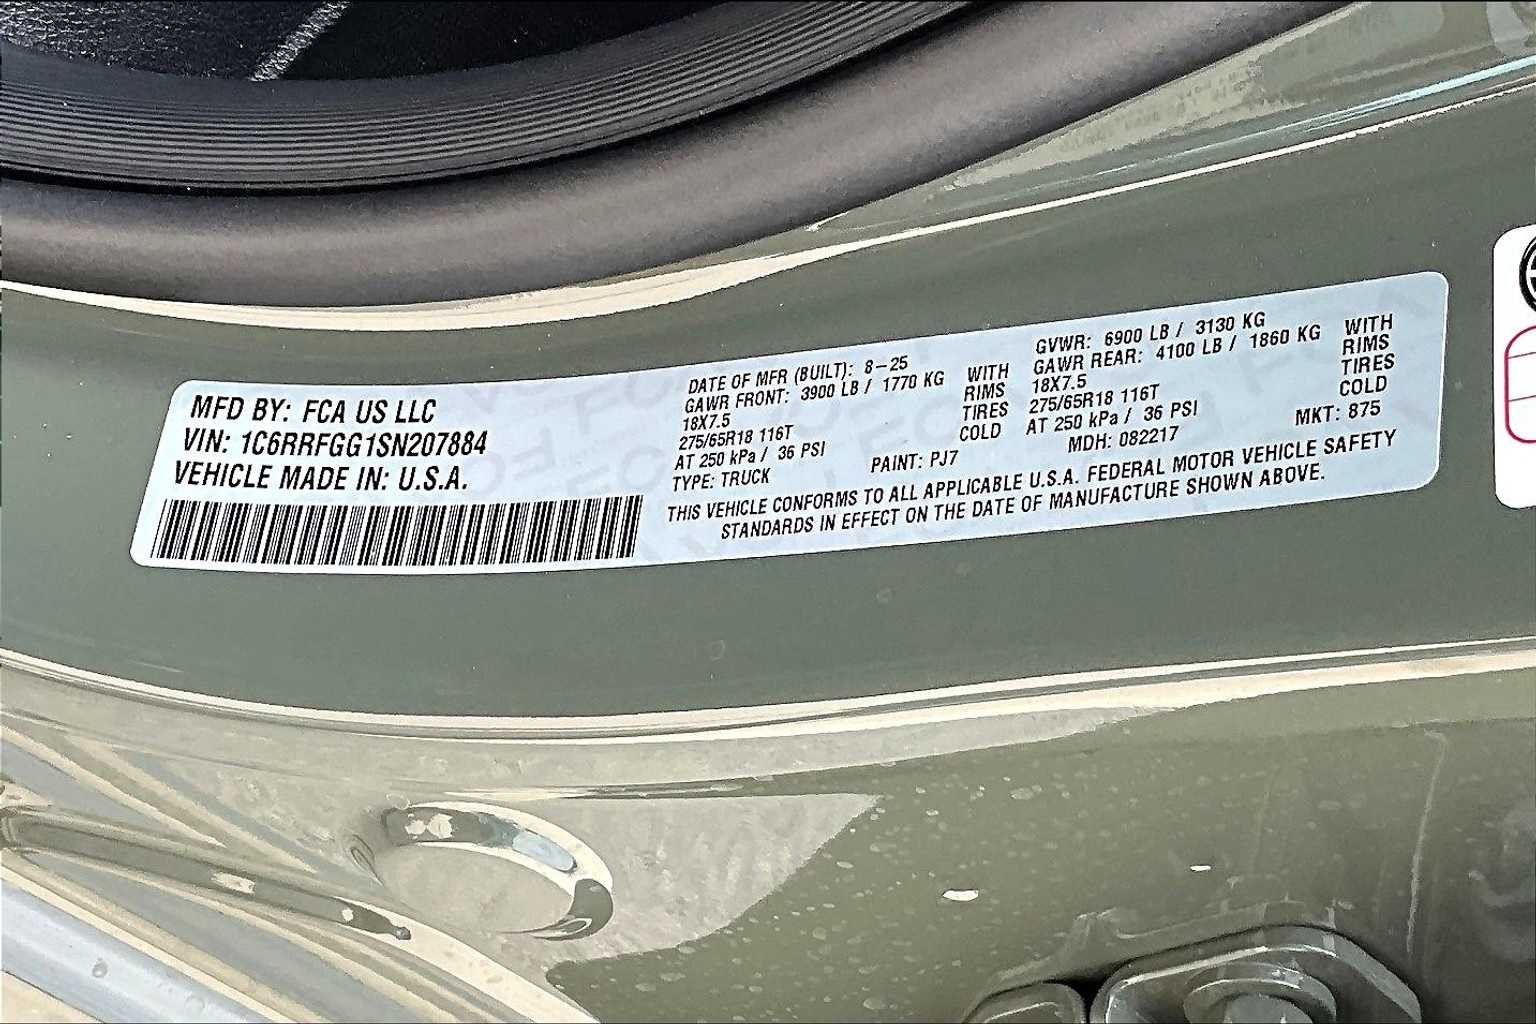 MFD BY: FCA US LLC
VIN: 1C6RRFGG1SN207884
VEHICLE MADE IN: U.S.A.
DATE OF MFR (BUILT): 8-25
GAWR FRONT: 3900 LB / 1770 KG WITH
18X7.5 RIMS
275/65R18 116T TIRES
AT 250 kPa / 36 PSI COLD
TYPE: TRUCK PAINT: PJ7
GVWR: 6900 LB / 3130 KG
GAWR REAR: 4100 LB / 1860 KG WITH
18X7.5 RIMS
275/65R18 116T TIRES
AT 250 kPa / 36 PSI COLD
MDH: 082217 MKT: 875
THIS VEHICLE CONFORMS TO ALL APPLICABLE U.S.A. FEDERAL MOTOR VEHICLE SAFETY
STANDARDS IN EFFECT ON THE DATE OF MANUFACTURE SHOWN ABOVE.